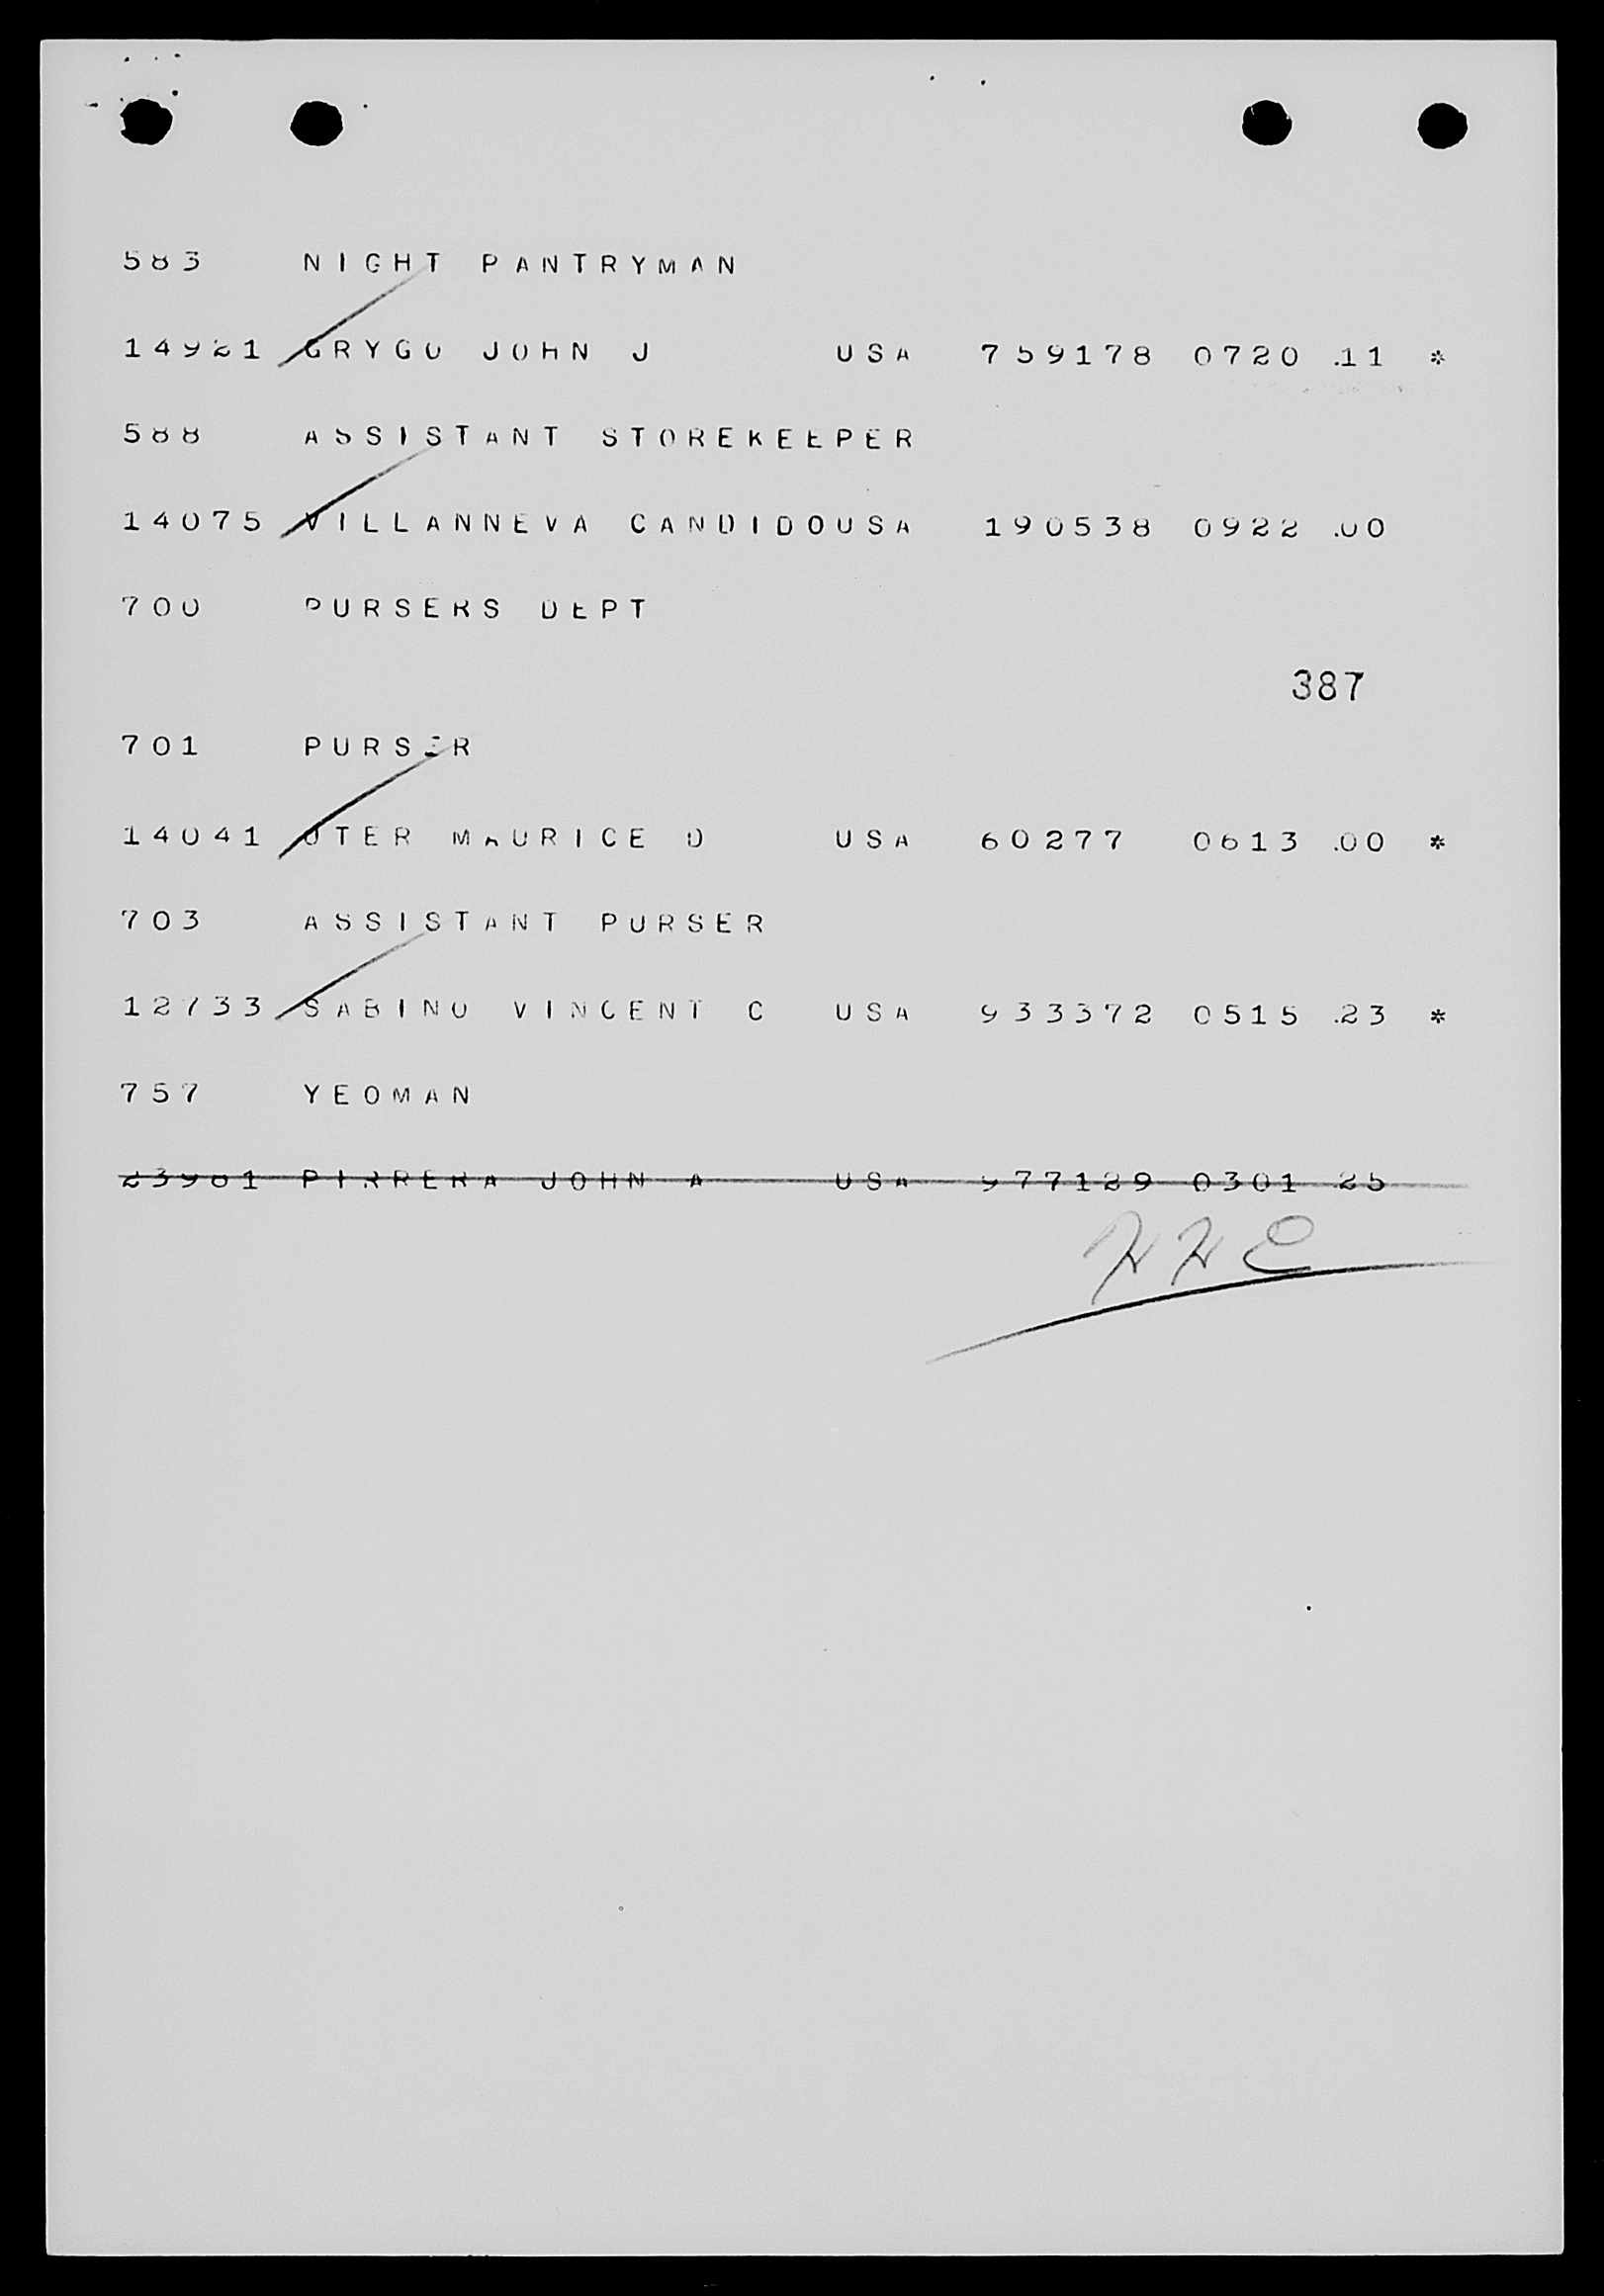 583 NIGHT PANTRYMAN
14921 GRYGO JOHN J USA 759178 0720 .11 *
588 ASSISTANT STOREKEEPER
14075 VILLANNEVA CANDIDOUSA 190538 0922 .00
700 PURSERS DEPT
387
701 PURSER
14041 OTER MAURICE D USA 60277 0613 .00 *
703 ASSISTANT PURSER
12733 SABINO VINCENT C USA 933372 0515 .23 *
757 YEOMAN
23961 PIRRERA JOHN A USA 977129 0301 25